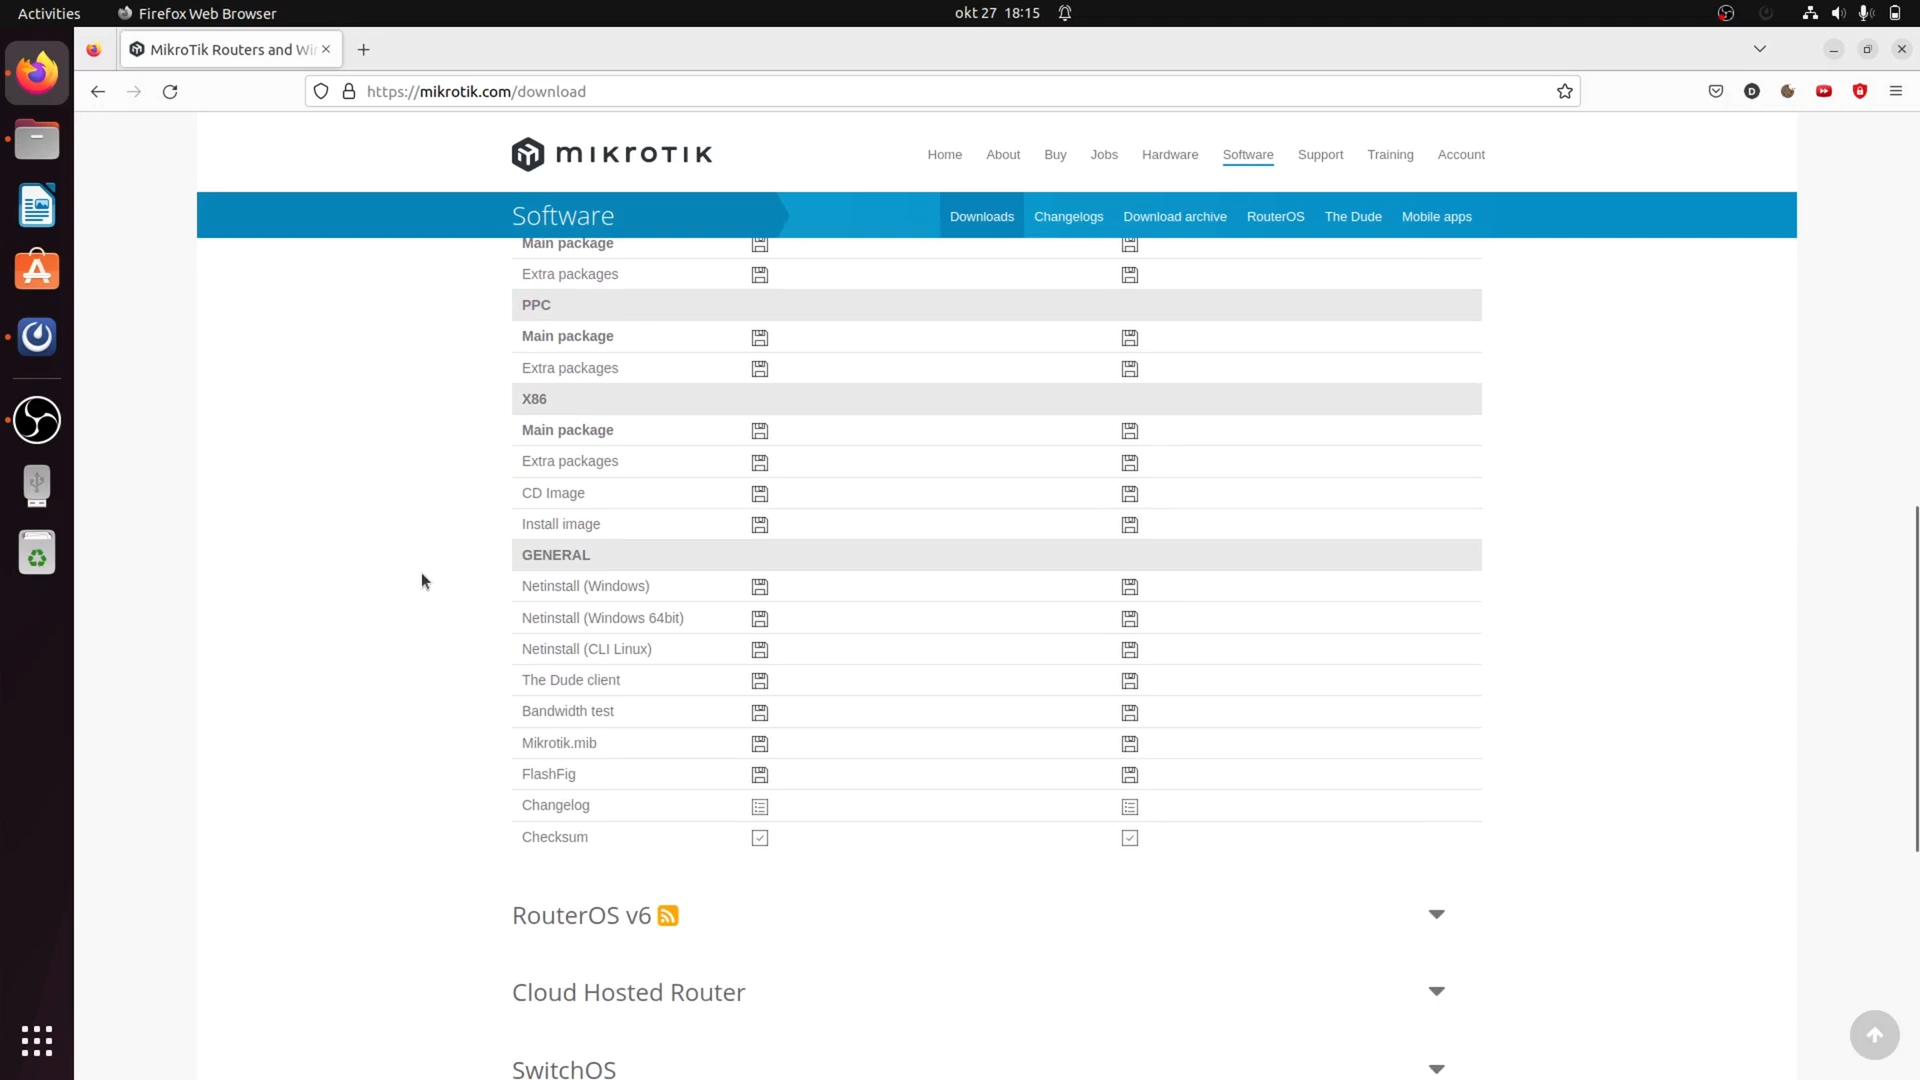 Activities
Firefox Web Browser
okt 27 18:15
MikroTik Routers and Wir
https://mikrotik.com/download
MIKROTIK
Home
About
Buy
Jobs
Hardware
Software
Support
Training
Account
Software
Downloads
Changelogs
Download archive
RouterOS
The Dude
Mobile apps
Main package
Extra packages
PPC
Main package
Extra packages
X86
Main package
Extra packages
CD Image
Install image
GENERAL
Netinstall (Windows)
Netinstall (Windows 64bit)
Netinstall (CLI Linux)
The Dude client
Bandwidth test
Mikrotik.mib
FlashFig
Changelog
Checksum
RouterOS v6
Cloud Hosted Router
SwitchOS